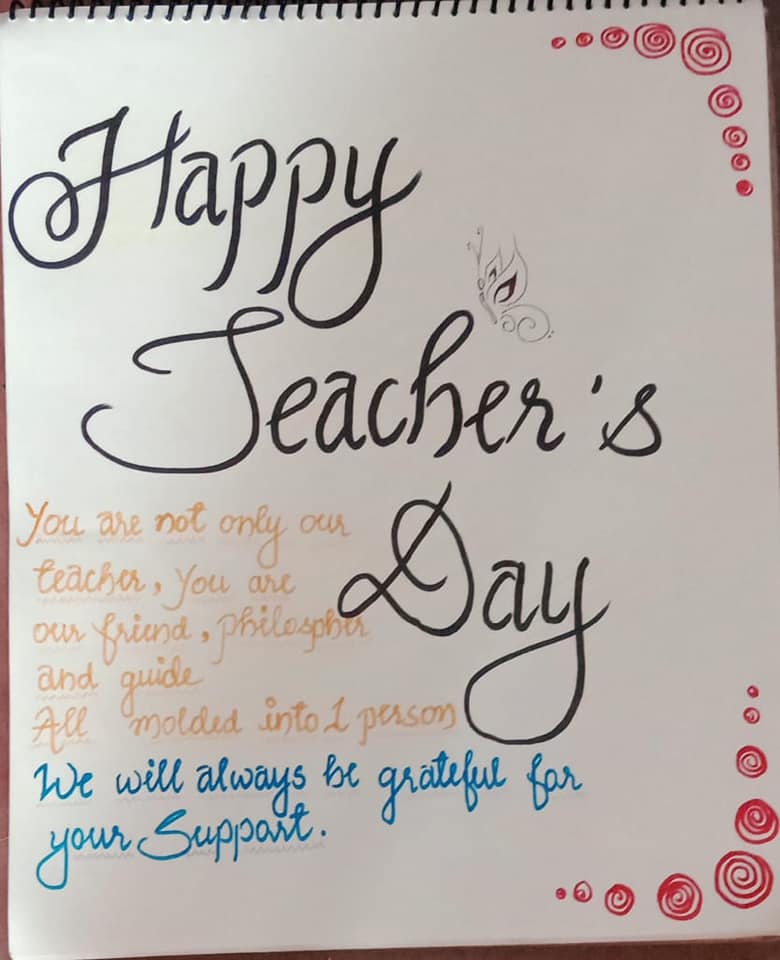 Happy
Teacher's
Day
You are not only our
teacher, you are
our friend, philospher
and guide
All molded into 1 person
We will always be grateful for
your Support.